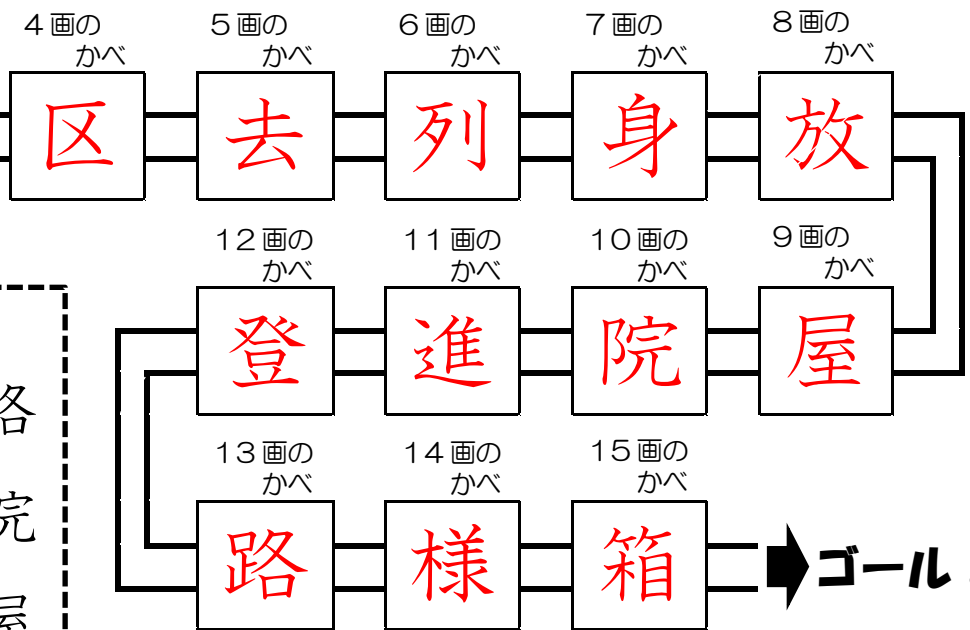 4画の
かべ
5画の
かべ
6画の
かべ
7画の
かべ
8画の
かべ
区
去
列
身
放
12画の
かべ
11画の
かべ
10画の
かべ
9画の
かべ
登
進
院
屋
13画の
かべ
14画の
かべ
15画の
かべ
路
様
箱
ゴール